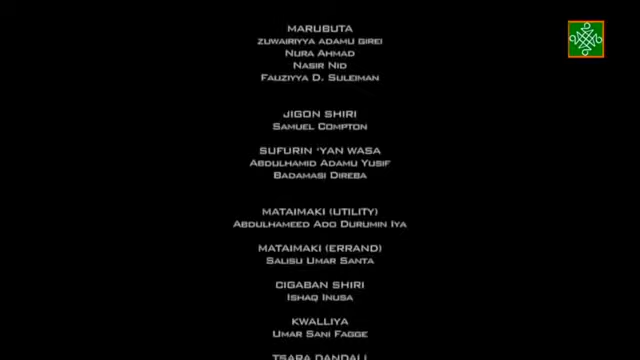 MARUBUTA
ZUWAIRIYYA ADAMU GIREI
NURA AHMAD
NASIR NID
FAUZIYYA D. SULEIMAN
JIGON SHIRI
SAMUEL COMPTON
SUFURIN 'YAN WASA
ABDULHAMID ADAMU YUSIF
BADAMASI DIREBA
MATAIMAKI (UTILITY)
ABDULHAMEED ADO DURUMIN IYA
MATAIMAKI (ERRAND)
SALISU UMAR SANTA
CIGABAN SHIRI
ISHAQ INUSA
KWALLIYA
UMAR SANI FAGGE
TSARA DANDALI